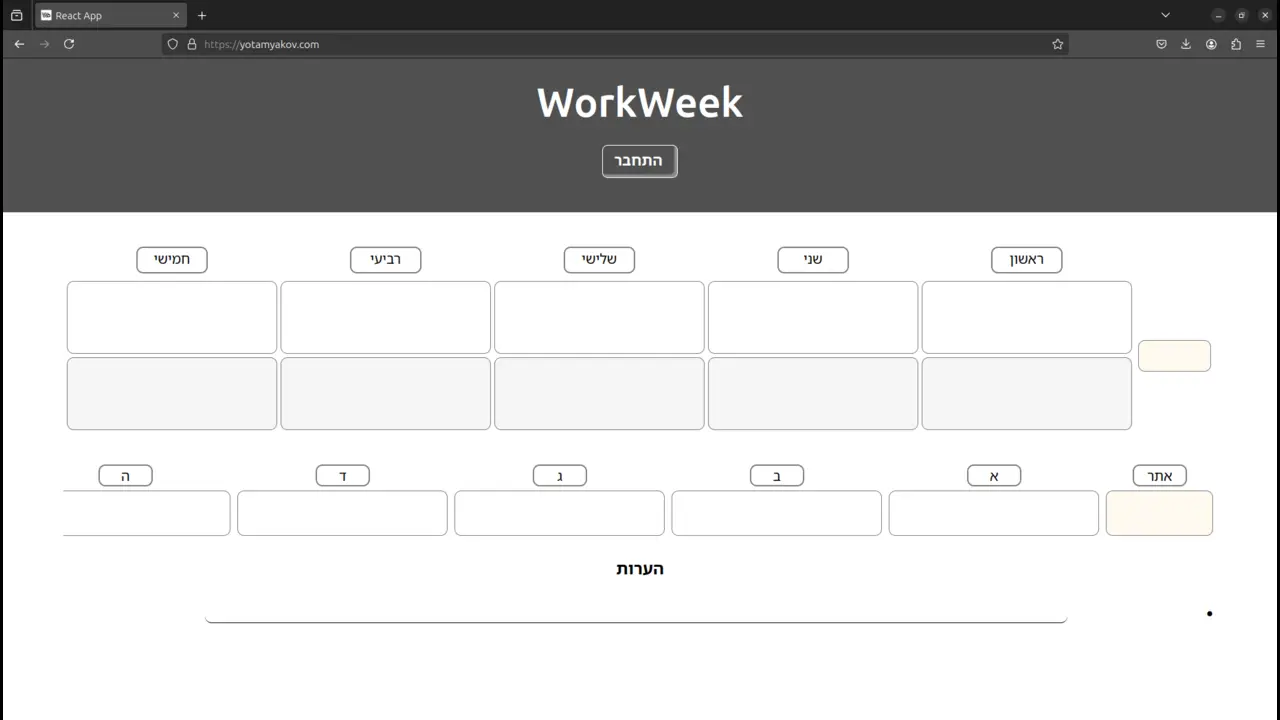 React App
https://yotamyakov.com
WorkWeek
התחבר
ראשון שני שלישי רביעי חמישי
אתר א ב ג ד ה
הערות